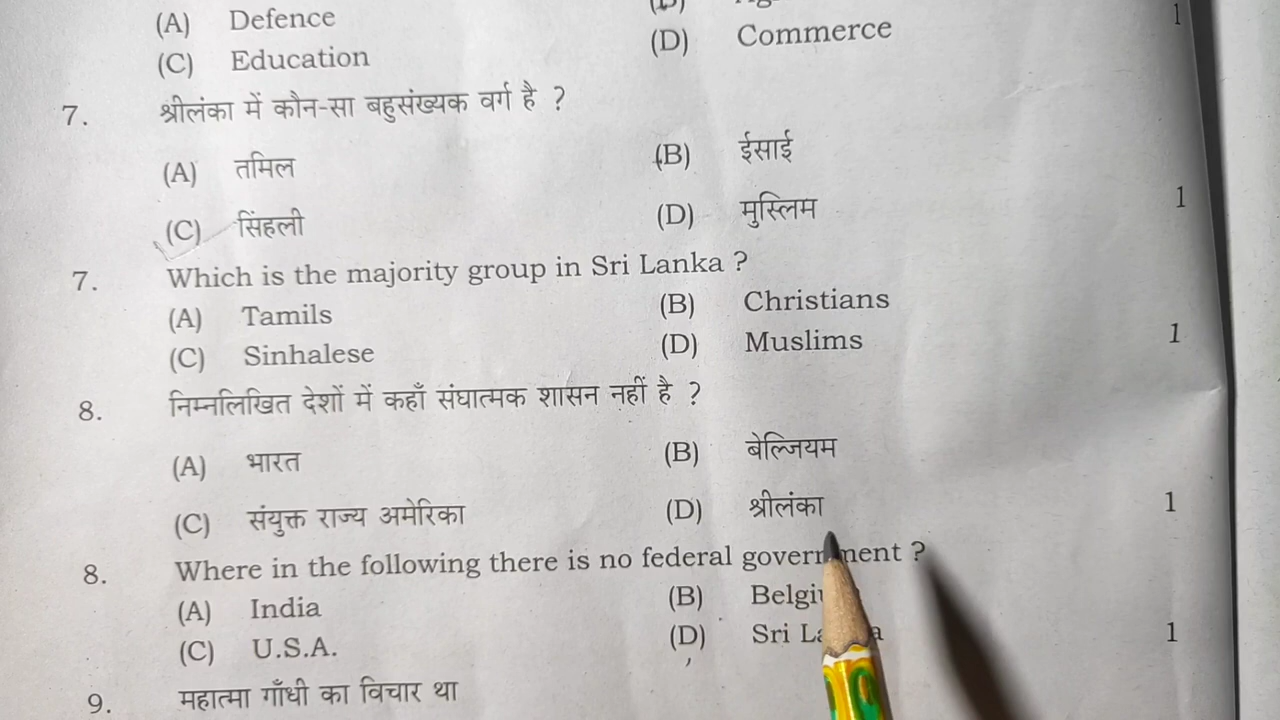 (A) Defence
(C) Education (D) Commerce 1
7. श्रीलंका में कौन-सा बहुसंख्यक वर्ग है ?
(A) तमिल (B) ईसाई
(C) सिंहली (D) मुस्लिम 1
7. Which is the majority group in Sri Lanka ?
(A) Tamils (B) Christians
(C) Sinhalese (D) Muslims 1
8. निम्नलिखित देशों में कहाँ संघात्मक शासन नहीं है ?
(A) भारत (B) बेल्जियम
(C) संयुक्त राज्य अमेरिका (D) श्रीलंका 1
8. Where in the following there is no federal government ?
(A) India (B)
(C) U.S.A. (D) Sri 1
9. महात्मा गाँधी का विचार था